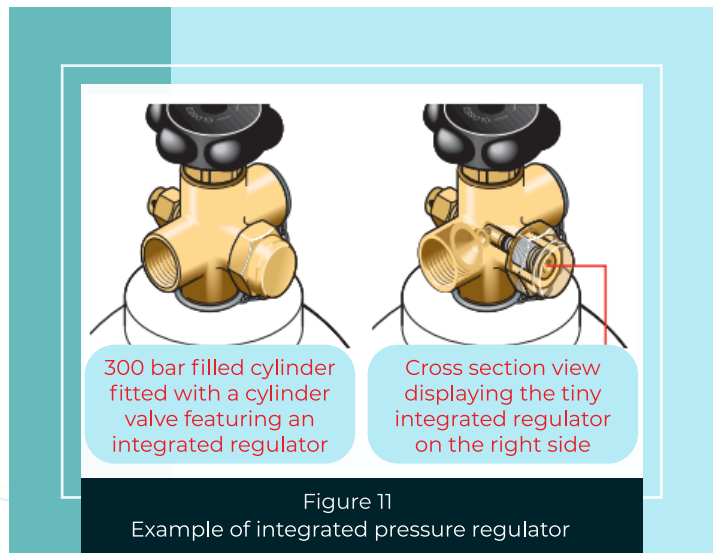 300 bar filled cylinder
fitted with a cylinder
valve featuring an
integrated regulator
Cross section view
displaying the tiny
integrated regulator
on the right side
Figure 11
Example of integrated pressure regulator